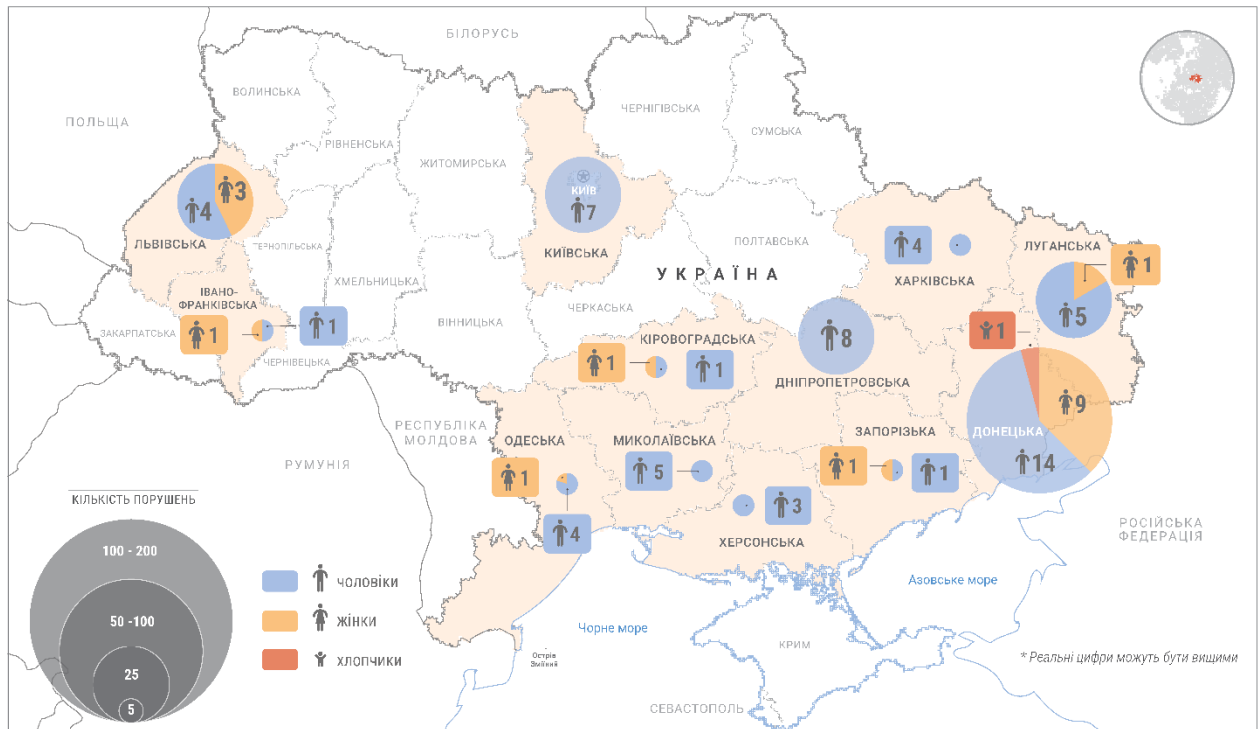 БІЛОРУСЬ
ВОЛИНСЬКА
ЧЕРНІГІВСЬКА
ПОЛЬЩА
СУМСЬКА
РІВНЕНСЬКА
ЖИТОМИРСЬКА
КИЇВ
3
4
7
ЛЬВІВСЬКА
ТЕРНОПІЛЬСЬКА
КИЇВСЬКА
ПОЛТАВСЬКА
4
ЛУГАНСЬКА
1
УКРАЇНА
ХАРКІВСЬКА
ХМЕЛЬНИЦЬКА
ІВАНО-
ФРАНКІВСЬКА
ЧЕРКАСЬКА
5
ЗАКАРПАТСЬКА
1
1
ВІННИЦЬКА
КІРОВОГРАДСЬКА
8
1
ЧЕРНІВЕЦЬКА
1
1
ДНІПРОПЕТРОВСЬКА
9
РЕСПУБЛІКА
МОЛДОВА
ОДЕСЬКА
МИКОЛАЇВСЬКА
ЗАПОРІЗЬКА
ДОНЕЦЬКА
14
РУМУНІЯ
1
5
1
1
4
3
ХЕРСОНСЬКА
РОСІЙСЬКА
ФЕДЕРАЦІЯ
КІЛЬКІСТЬ ПОРУШЕНЬ
100 - 200
50 -100
25
5
ЧОЛОВІКИ
ЖІНКИ
ХЛОПЧИКИ
Азовське море
Чорне море
Острів
Зміїний
КРИМ
* Реальні цифри можуть бути вищими
СЕВАСТОПОЛЬ